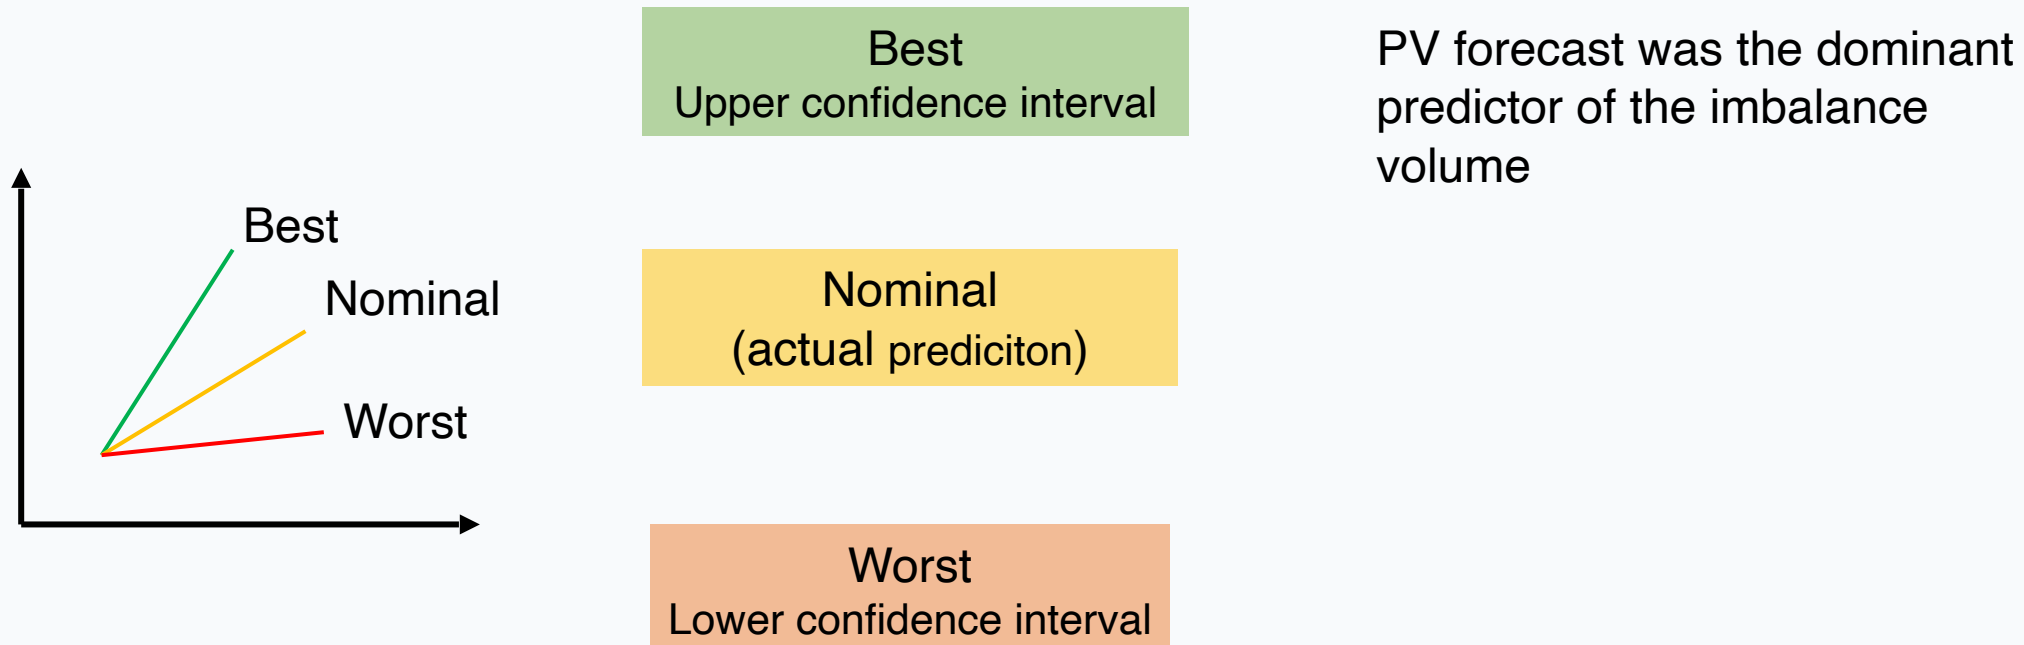 Best
Nominal
Worst
Best
Upper confidence interval
Nominal
(actual prediciton)
Worst
Lower confidence interval
PV forecast was the dominant
predictor of the imbalance
volume